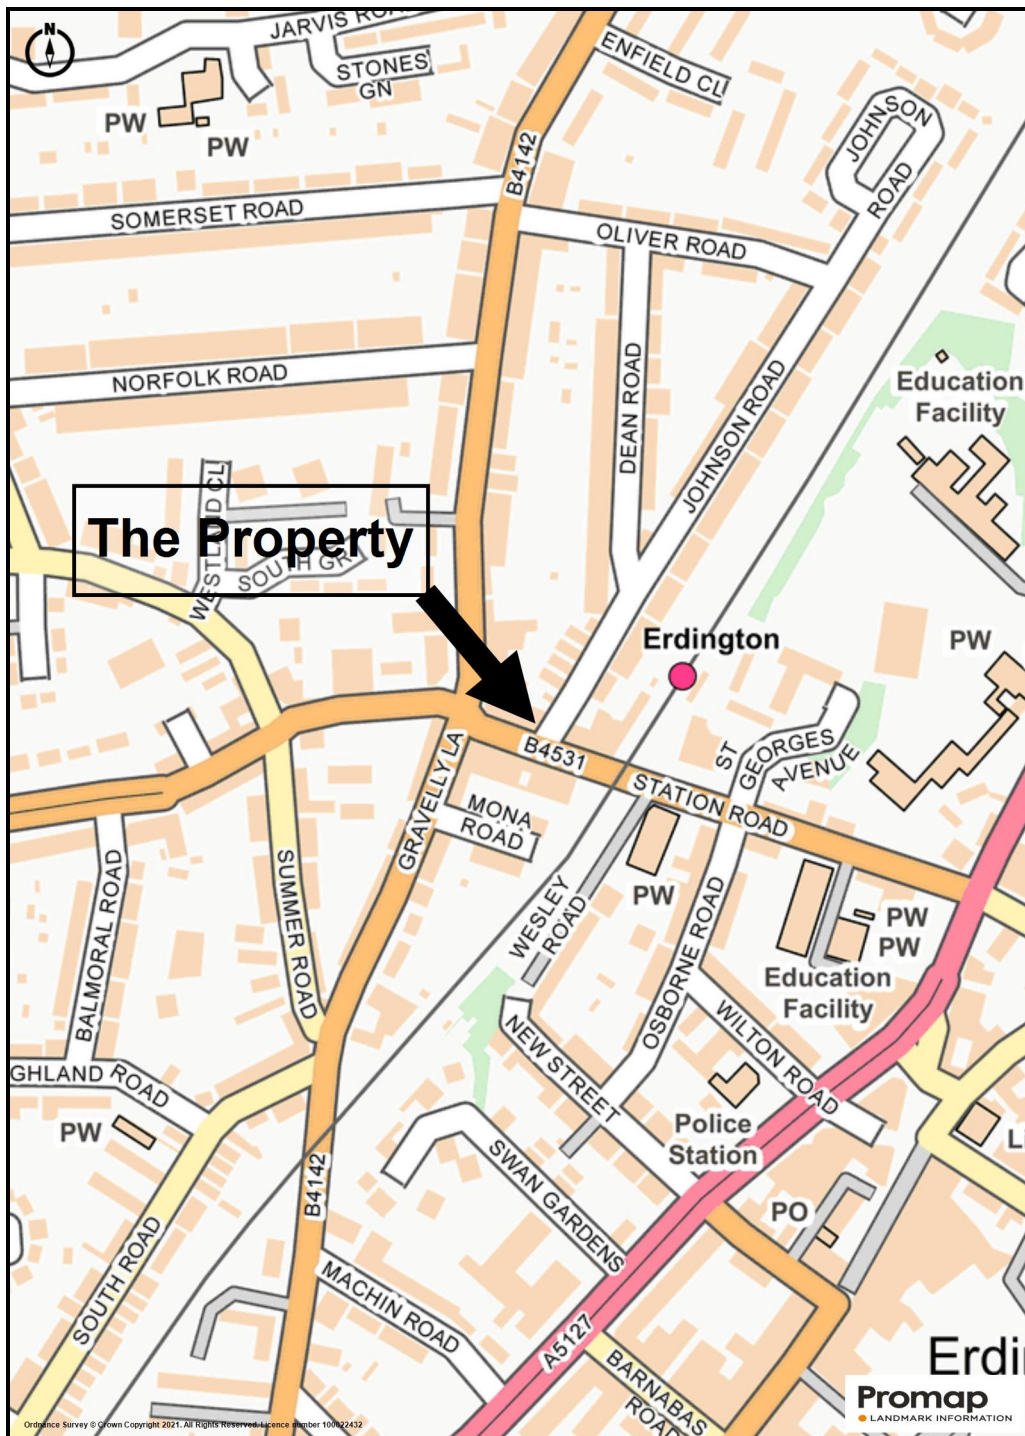 N
JARVIS ROAD
STONES
GN
ENFIELD CL
PW
PW
B4142
JOHNSON
ROAD
SOMERSET ROAD
OLIVER ROAD
NORFOLK ROAD
DEAN ROAD
JOHNSON ROAD
Education
Facility
WESTLAND CL
The Property
SOUTH GR
Erdington
PW
ST
GEORGES
AVENUE
B4531
STATION ROAD
GRAVELLY LA
MONA
ROAD
SUMMER ROAD
BALMORAL ROAD
WESLEY
ROAD
PW
OSBORNE ROAD
PW
PW
Education
Facility
WILTON ROAD
NEW STREET
GHLAND ROAD
PW
Police
Station
Li
SWAN GARDENS
B4142
PO
SOUTH ROAD
MACHIN ROAD
A5127
BARNABAS
ROAD
Erdi
Promap
LANDMARK INFORMATION
Ordnance Survey © Crown Copyright 2021. All Rights Reserved. Licence number 100022432